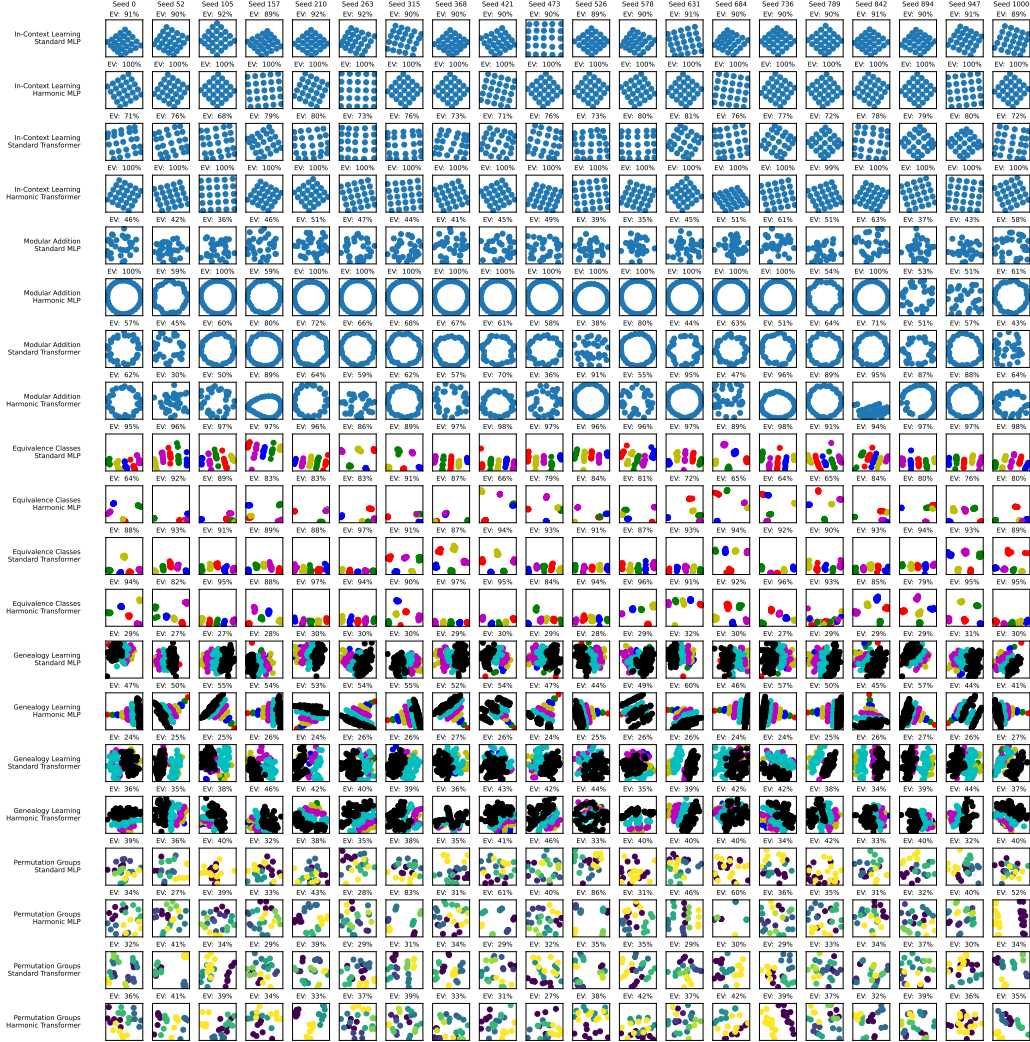 Seed 0 Seed 52 Seed 105 Seed 157 Seed 210 Seed 263 Seed 315 Seed 368 Seed 421 Seed 473 Seed 526 Seed 578 Seed 631 Seed 684 Seed 736 Seed 789 Seed 842 Seed 894 Seed 947 Seed 1000
EV: 91% EV: 90% EV: 92% EV: 89% EV: 92% EV: 92% EV: 90% EV: 90% EV: 90% EV: 90% EV: 89% EV: 90% EV: 91% EV: 90% EV: 90% EV: 90% EV: 90% EV: 90% EV: 91% EV: 89%
In-Context Learning
Standard MLP
EV: 100% EV: 100% EV: 100% EV: 100% EV: 100% EV: 100% EV: 100% EV: 100% EV: 100% EV: 100% EV: 100% EV: 100% EV: 100% EV: 100% EV: 100% EV: 100% EV: 100% EV: 100% EV: 100% EV: 100%
In-Context Learning
Harmonic MLP
EV: 71% EV: 76% EV: 68% EV: 79% EV: 80% EV: 73% EV: 76% EV: 73% EV: 71% EV: 76% EV: 73% EV: 80% EV: 81% EV: 76% EV: 77% EV: 72% EV: 78% EV: 79% EV: 80% EV: 72%
In-Context Learning
Standard Transformer
EV: 100% EV: 100% EV: 100% EV: 100% EV: 100% EV: 100% EV: 100% EV: 100% EV: 100% EV: 100% EV: 100% EV: 100% EV: 100% EV: 100% EV: 100% EV: 99% EV: 100% EV: 100% EV: 100% EV: 100%
In-Context Learning
Harmonic Transformer
EV: 46% EV: 42% EV: 36% EV: 46% EV: 51% EV: 47% EV: 44% EV: 41% EV: 45% EV: 49% EV: 39% EV: 35% EV: 45% EV: 51% EV: 61% EV: 51% EV: 63% EV: 37% EV: 43% EV: 58%
Modular Addition
Standard MLP
EV: 100% EV: 59% EV: 100% EV: 59% EV: 100% EV: 100% EV: 100% EV: 100% EV: 100% EV: 100% EV: 100% EV: 100% EV: 100% EV: 100% EV: 100% EV: 54% EV: 100% EV: 53% EV: 51% EV: 61%
Modular Addition
Harmonic MLP
EV: 57% EV: 45% EV: 60% EV: 80% EV: 72% EV: 66% EV: 68% EV: 67% EV: 61% EV: 58% EV: 38% EV: 80% EV: 44% EV: 63% EV: 51% EV: 64% EV: 71% EV: 51% EV: 57% EV: 43%
Modular Addition
Standard Transformer
EV: 62% EV: 30% EV: 50% EV: 89% EV: 64% EV: 59% EV: 62% EV: 57% EV: 70% EV: 36% EV: 91% EV: 55% EV: 95% EV: 47% EV: 96% EV: 89% EV: 95% EV: 87% EV: 88% EV: 64%
Modular Addition
Harmonic Transformer
EV: 95% EV: 96% EV: 97% EV: 97% EV: 96% EV: 86% EV: 89% EV: 97% EV: 98% EV: 97% EV: 96% EV: 96% EV: 97% EV: 89% EV: 97% EV: 91% EV: 94% EV: 97% EV: 97% EV: 98%
Equivalence Classes
Standard MLP
EV: 64% EV: 92% EV: 89% EV: 83% EV: 83% EV: 83% EV: 91% EV: 87% EV: 66% EV: 79% EV: 84% EV: 81% EV: 72% EV: 65% EV: 64% EV: 65% EV: 84% EV: 80% EV: 76% EV: 80%
Equivalence Classes
Harmonic MLP
EV: 88% EV: 93% EV: 91% EV: 89% EV: 88% EV: 97% EV: 91% EV: 87% EV: 94% EV: 93% EV: 91% EV: 87% EV: 93% EV: 94% EV: 92% EV: 90% EV: 93% EV: 94% EV: 93% EV: 89%
Equivalence Classes
Standard Transformer
EV: 94% EV: 82% EV: 95% EV: 88% EV: 97% EV: 94% EV: 90% EV: 97% EV: 95% EV: 84% EV: 94% EV: 96% EV: 91% EV: 92% EV: 96% EV: 93% EV: 85% EV: 79% EV: 95% EV: 95%
Equivalence Classes
Harmonic Transformer
EV: 29% EV: 27% EV: 27% EV: 28% EV: 30% EV: 30% EV: 30% EV: 29% EV: 30% EV: 29% EV: 28% EV: 29% EV: 32% EV: 30% EV: 27% EV: 29% EV: 29% EV: 29% EV: 31% EV: 30%
Genealogy Learning
Standard MLP
EV: 47% EV: 50% EV: 55% EV: 54% EV: 53% EV: 54% EV: 55% EV: 52% EV: 54% EV: 47% EV: 44% EV: 49% EV: 60% EV: 46% EV: 57% EV: 50% EV: 45% EV: 57% EV: 44% EV: 41%
Genealogy Learning
Harmonic MLP
EV: 24% EV: 25% EV: 25% EV: 26% EV: 24% EV: 26% EV: 26% EV: 27% EV: 26% EV: 24% EV: 25% EV: 26% EV: 26% EV: 24% EV: 24% EV: 25% EV: 26% EV: 27% EV: 26% EV: 27%
Genealogy Learning
Standard Transformer
EV: 36% EV: 35% EV: 38% EV: 46% EV: 42% EV: 40% EV: 39% EV: 36% EV: 43% EV: 42% EV: 44% EV: 35% EV: 39% EV: 42% EV: 42% EV: 38% EV: 34% EV: 39% EV: 44% EV: 37%
Genealogy Learning
Harmonic Transformer
EV: 39% EV: 36% EV: 40% EV: 32% EV: 38% EV: 35% EV: 38% EV: 35% EV: 41% EV: 46% EV: 33% EV: 40% EV: 40% EV: 40% EV: 34% EV: 42% EV: 33% EV: 40% EV: 32% EV: 40%
Permutation Groups
Standard MLP
EV: 34% EV: 27% EV: 39% EV: 33% EV: 43% EV: 28% EV: 83% EV: 31% EV: 61% EV: 40% EV: 86% EV: 31% EV: 46% EV: 60% EV: 36% EV: 35% EV: 31% EV: 32% EV: 40% EV: 52%
Permutation Groups
Harmonic MLP
EV: 32% EV: 41% EV: 34% EV: 29% EV: 39% EV: 29% EV: 31% EV: 34% EV: 29% EV: 32% EV: 35% EV: 35% EV: 29% EV: 30% EV: 29% EV: 33% EV: 34% EV: 37% EV: 30% EV: 34%
Permutation Groups
Standard Transformer
EV: 36% EV: 41% EV: 39% EV: 34% EV: 33% EV: 37% EV: 39% EV: 33% EV: 31% EV: 27% EV: 38% EV: 42% EV: 37% EV: 42% EV: 39% EV: 37% EV: 32% EV: 39% EV: 36% EV: 35%
Permutation Groups
Harmonic Transformer